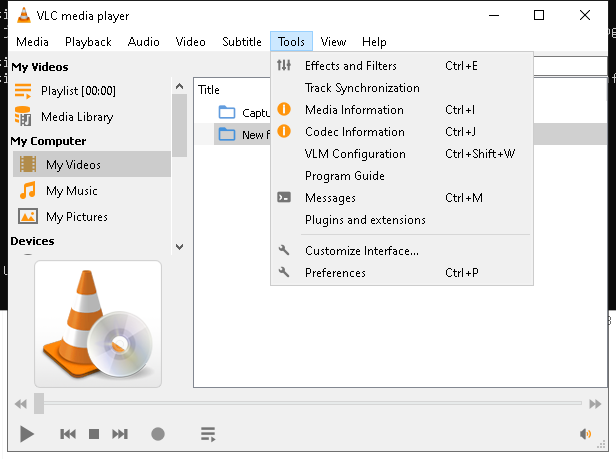 VLC media player
Media Playback Audio Video Subtitle Tools View Help
My Videos
Playlist [00:00]
Media Library
My Computer
My Videos
My Music
My Pictures
Devices
Title
Effects and Filters Ctrl+E
Track Synchronization
Media Information Ctrl+I
Codec Information Ctrl+J
VLM Configuration Ctrl+Shift+W
Program Guide
Messages Ctrl+M
Plugins and extensions
Customize Interface...
Preferences Ctrl+P